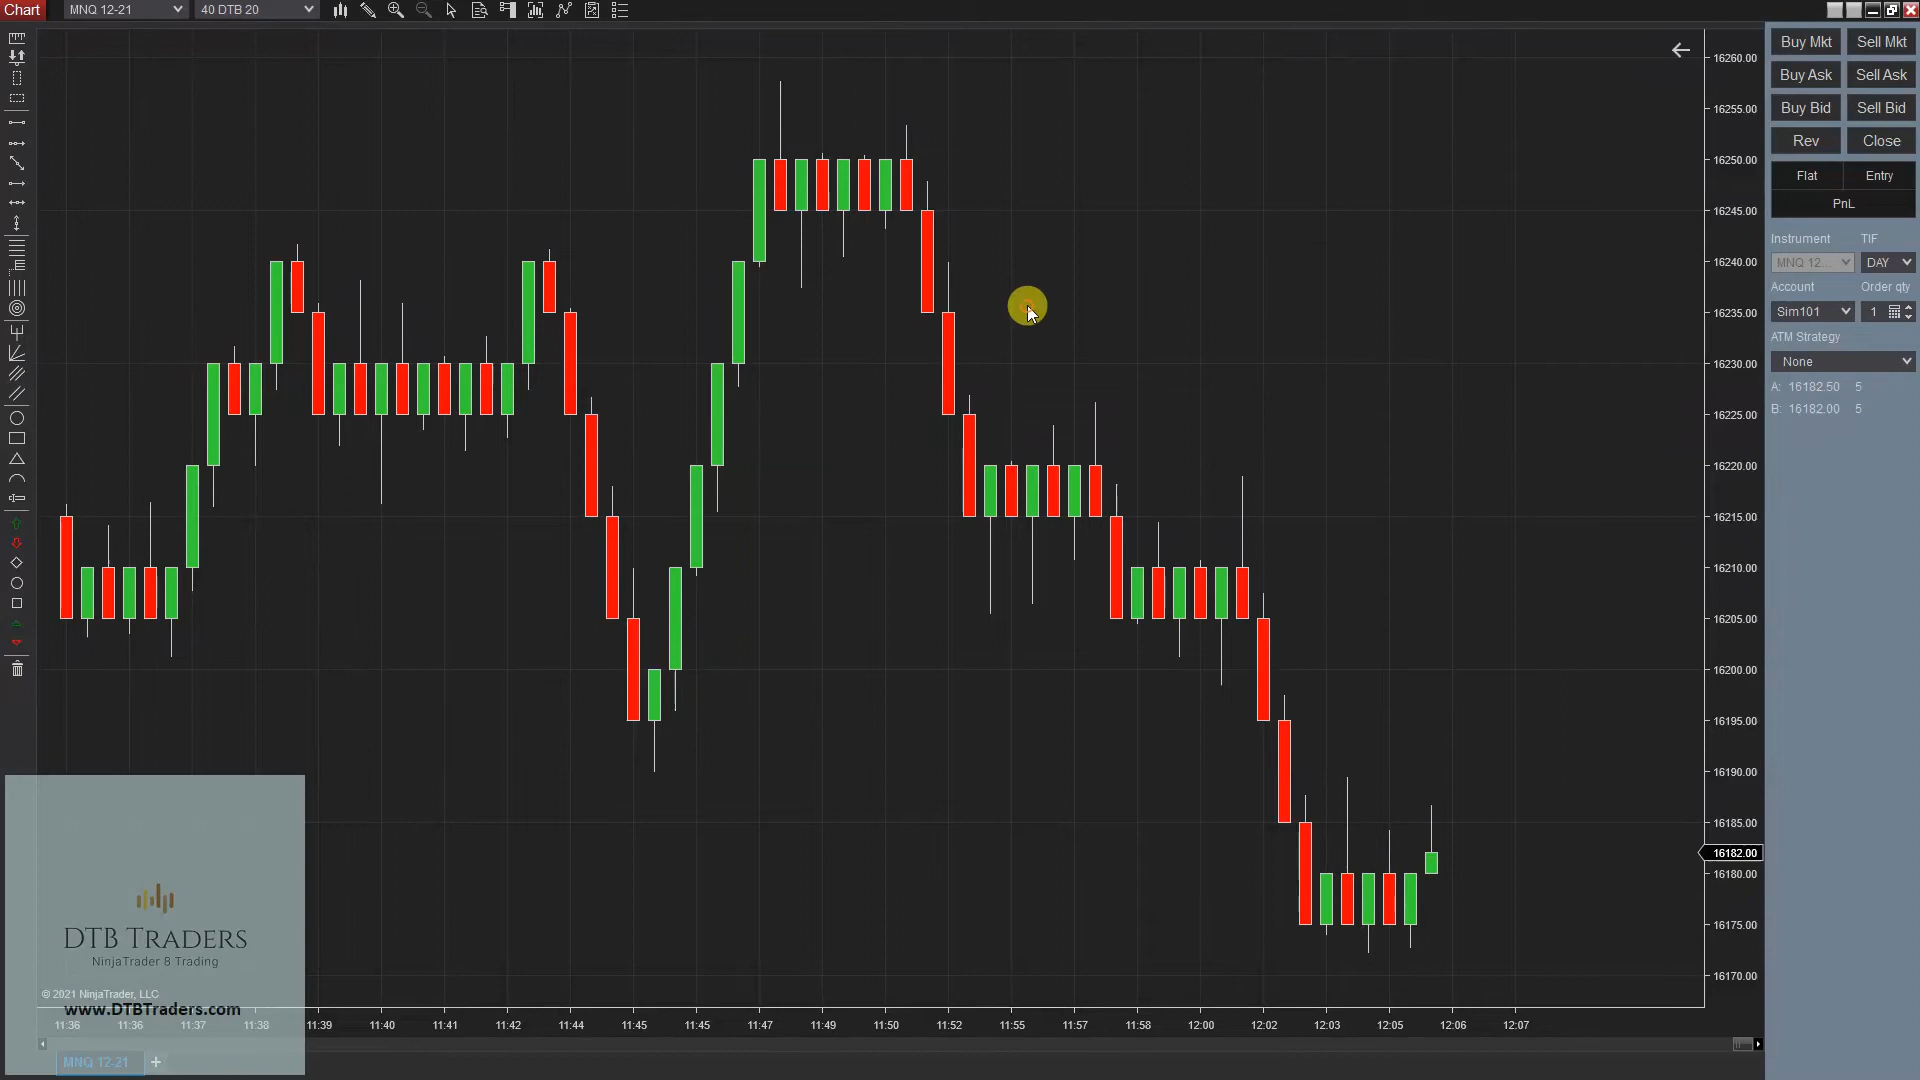 Chart
MNQ 12-21
40 DTB 20
Buy Mkt
Sell Mkt
Buy Ask
Sell Ask
Buy Bid
Sell Bid
Rev
Close
Flat
Entry
PnL
Instrument
TIF
MNQ 12...
DAY
Account
Order qty
Sim101
1
ATM Strategy
None
A: 16182.50 5
B: 16182.00 5
16260.00
16255.00
16250.00
16245.00
16240.00
16235.00
16230.00
16225.00
16220.00
16215.00
16210.00
16205.00
16200.00
16195.00
16190.00
16185.00
16182.00
16180.00
16175.00
16170.00
DTB TRADERS
NinjaTrader 8 Trading
© 2021 NinjaTrader, LLC
www.DTBTraders.com
11:36 11:36 11:37 11:38 11:39 11:40 11:41 11:42 11:44 11:45 11:45 11:47 11:49 11:50 11:52 11:55 11:57 11:58 12:00 12:02 12:03 12:05 12:06 12:07
MNQ 12-21 +